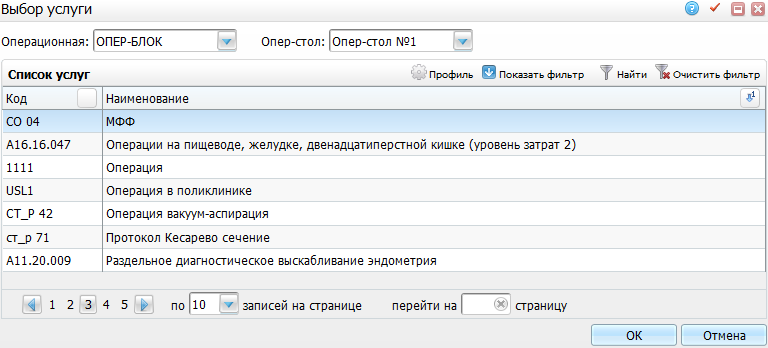 Выбор услуги
Операционная: ОПЕР-БЛОК Опер-стол: Опер-стол №1
Список услуг Профиль Показать фильтр Найти Очистить фильтр
Код Наименование 1
СО 04 МФФ
A16.16.047 Операции на пищеводе, желудке, двенадцатиперстной кишке (уровень затрат 2)
1111 Операция
USL1 Операция в поликлинике
СТ_Р 42 Операция вакуум-аспирация
ст_р 71 Протокол Кесарево сечение
A11.20.009 Раздельное диагностическое выскабливание эндометрия
1 2 3 4 5 по 10 записей на странице перейти на страницу
ОК Отмена